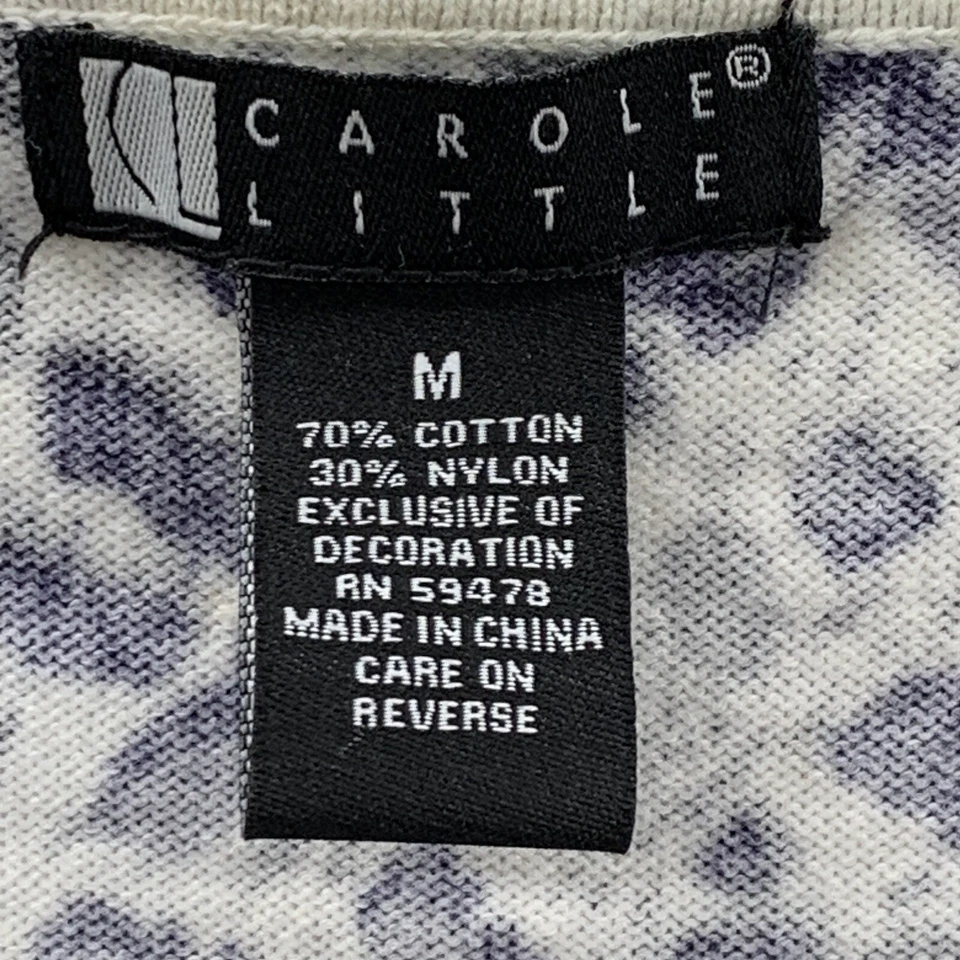 CAROLE®
LITTLE
M
70% COTTON
30% NYLON
EXCLUSIVE OF
DECORATION
RN 59478
MADE IN CHINA
CARE ON
REVERSE